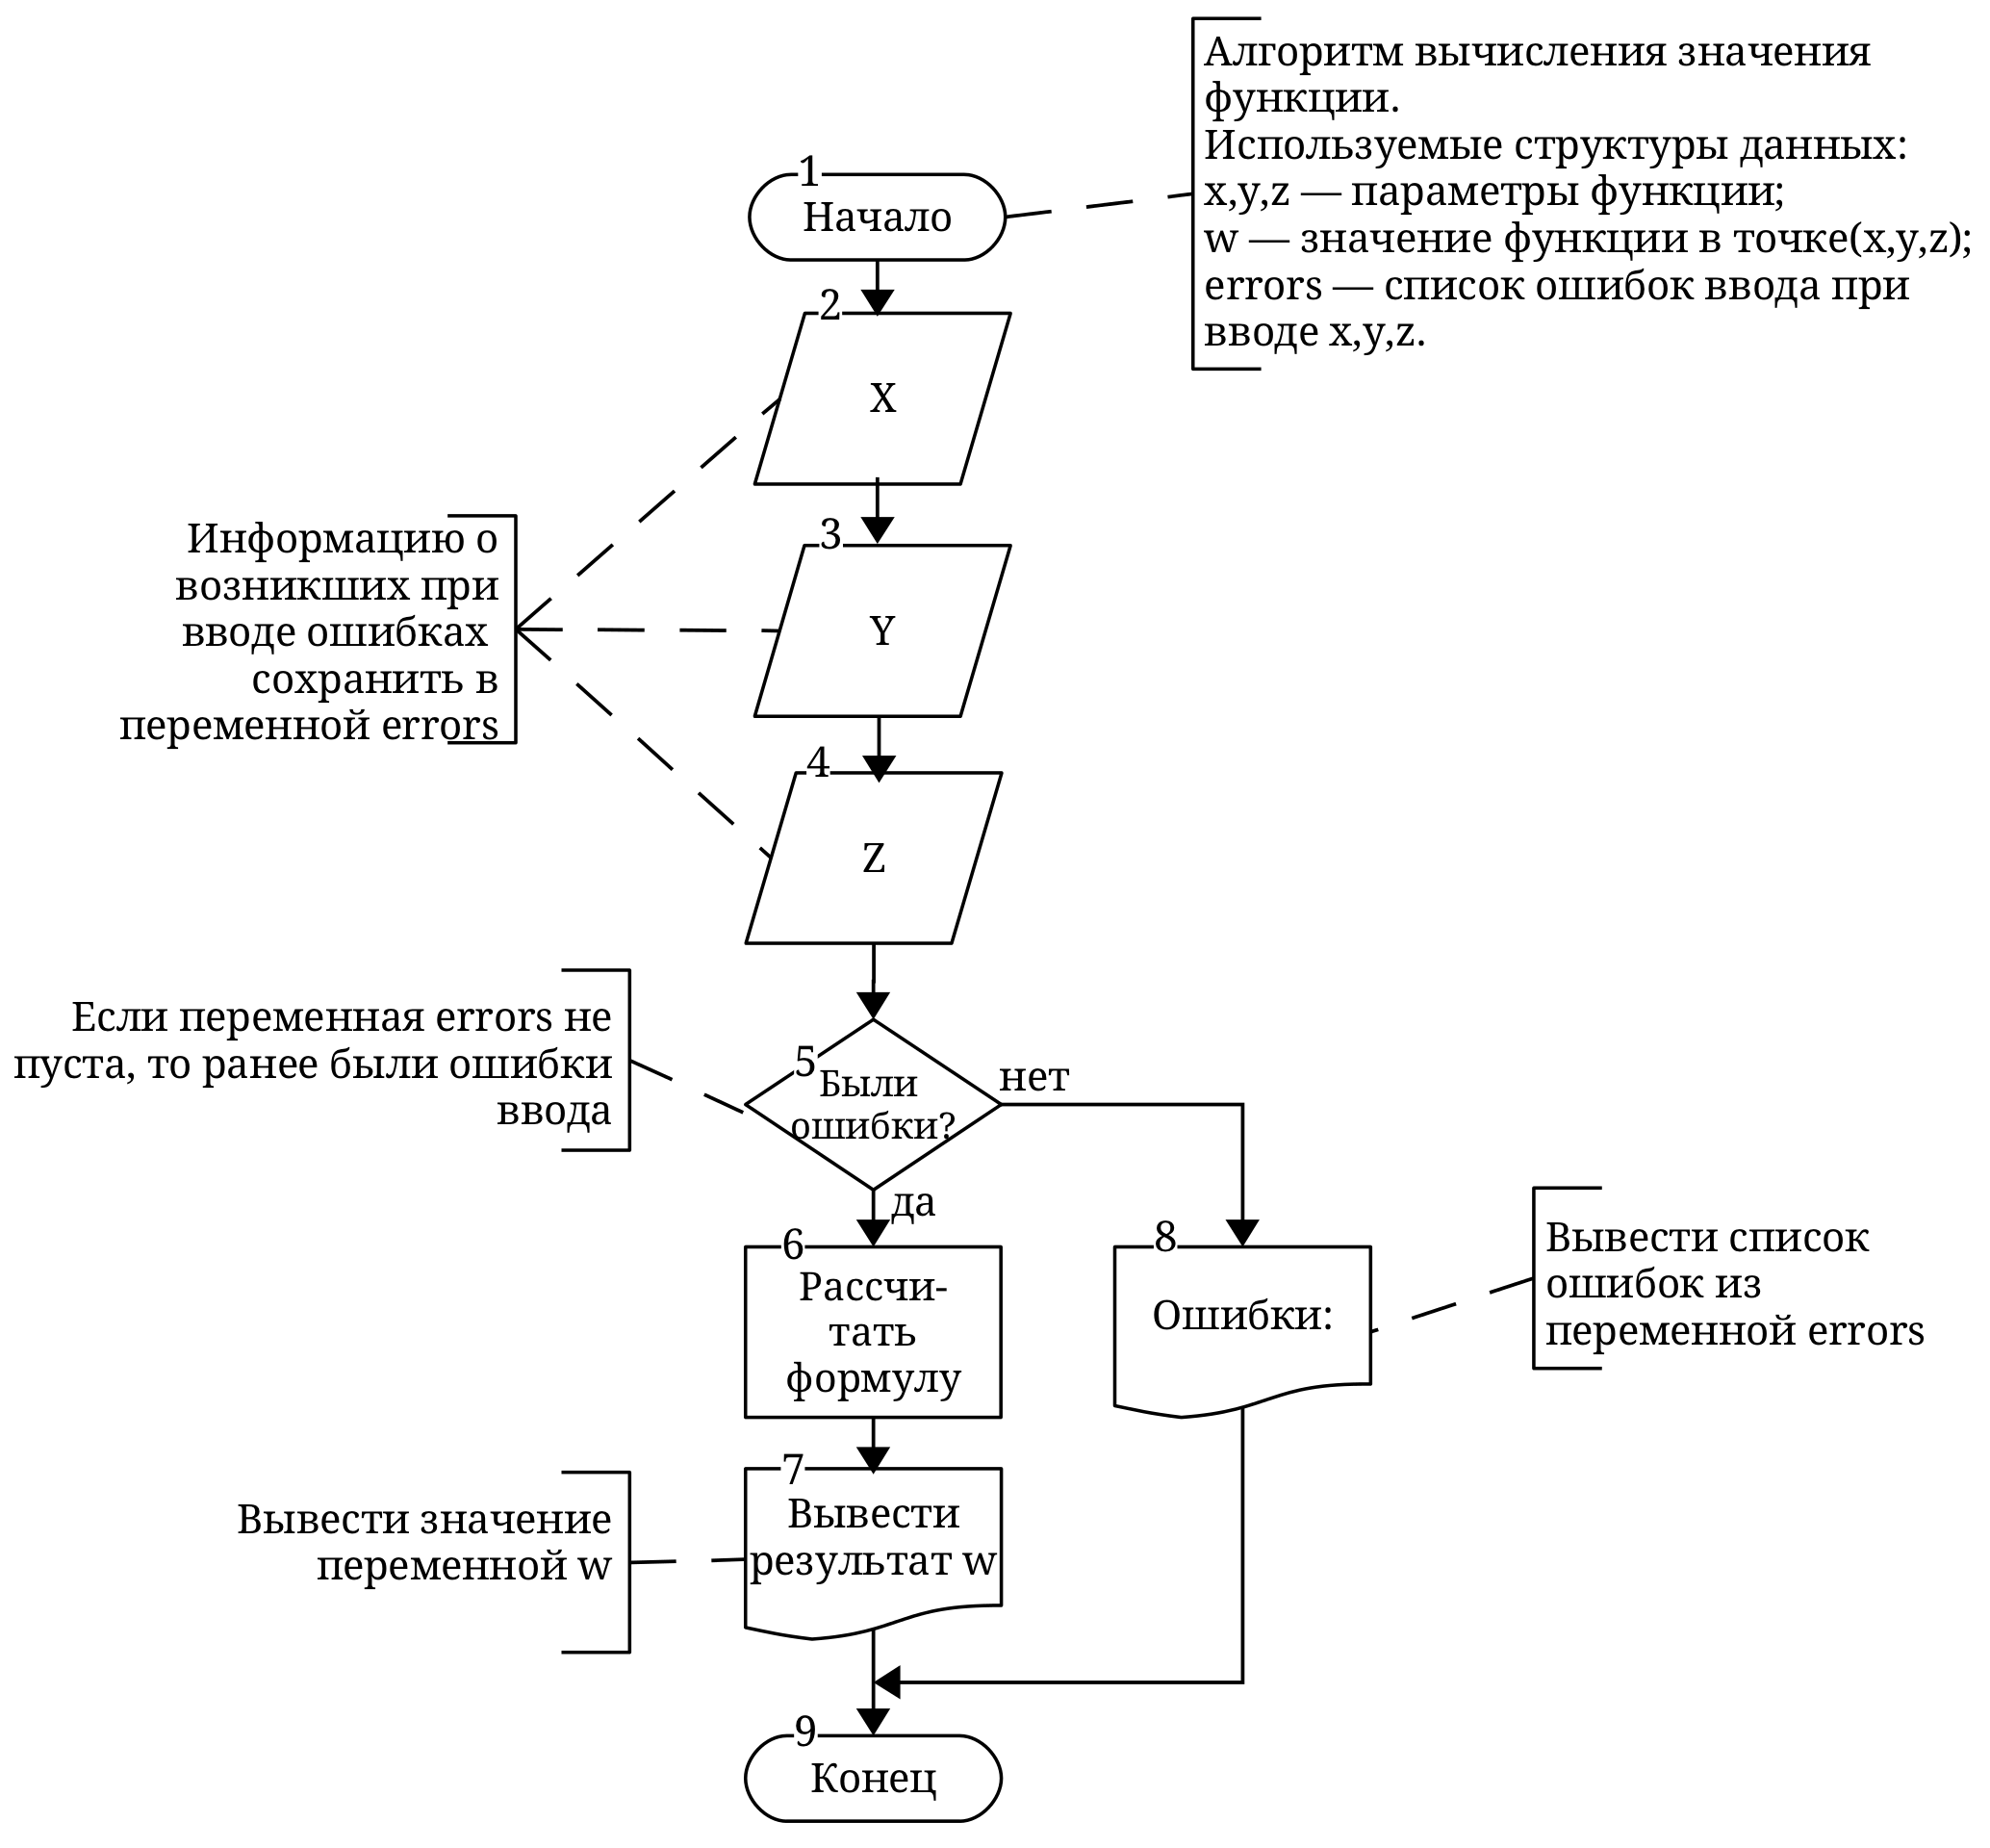 Алгоритм вычисления значения
функции.
Используемые структуры данных:
x,y,z — параметры функции;
w — значение функции в точке(x,y,z);
errors — список ошибок ввода при
вводе x,y,z.
1
Начало
2
X
Информацию о
возникших при
вводе ошибках
сохранить в
переменной errors
3
Y
4
Z
Если переменная errors не
пуста, то ранее были ошибки
ввода
5
Были
ошибки?
нет
да
6
Рассчи-
тать
формулу
8
Ошибки:
Вывести список
ошибок из
переменной errors
7
Вывести
результат w
Вывести значение
переменной w
9
Конец